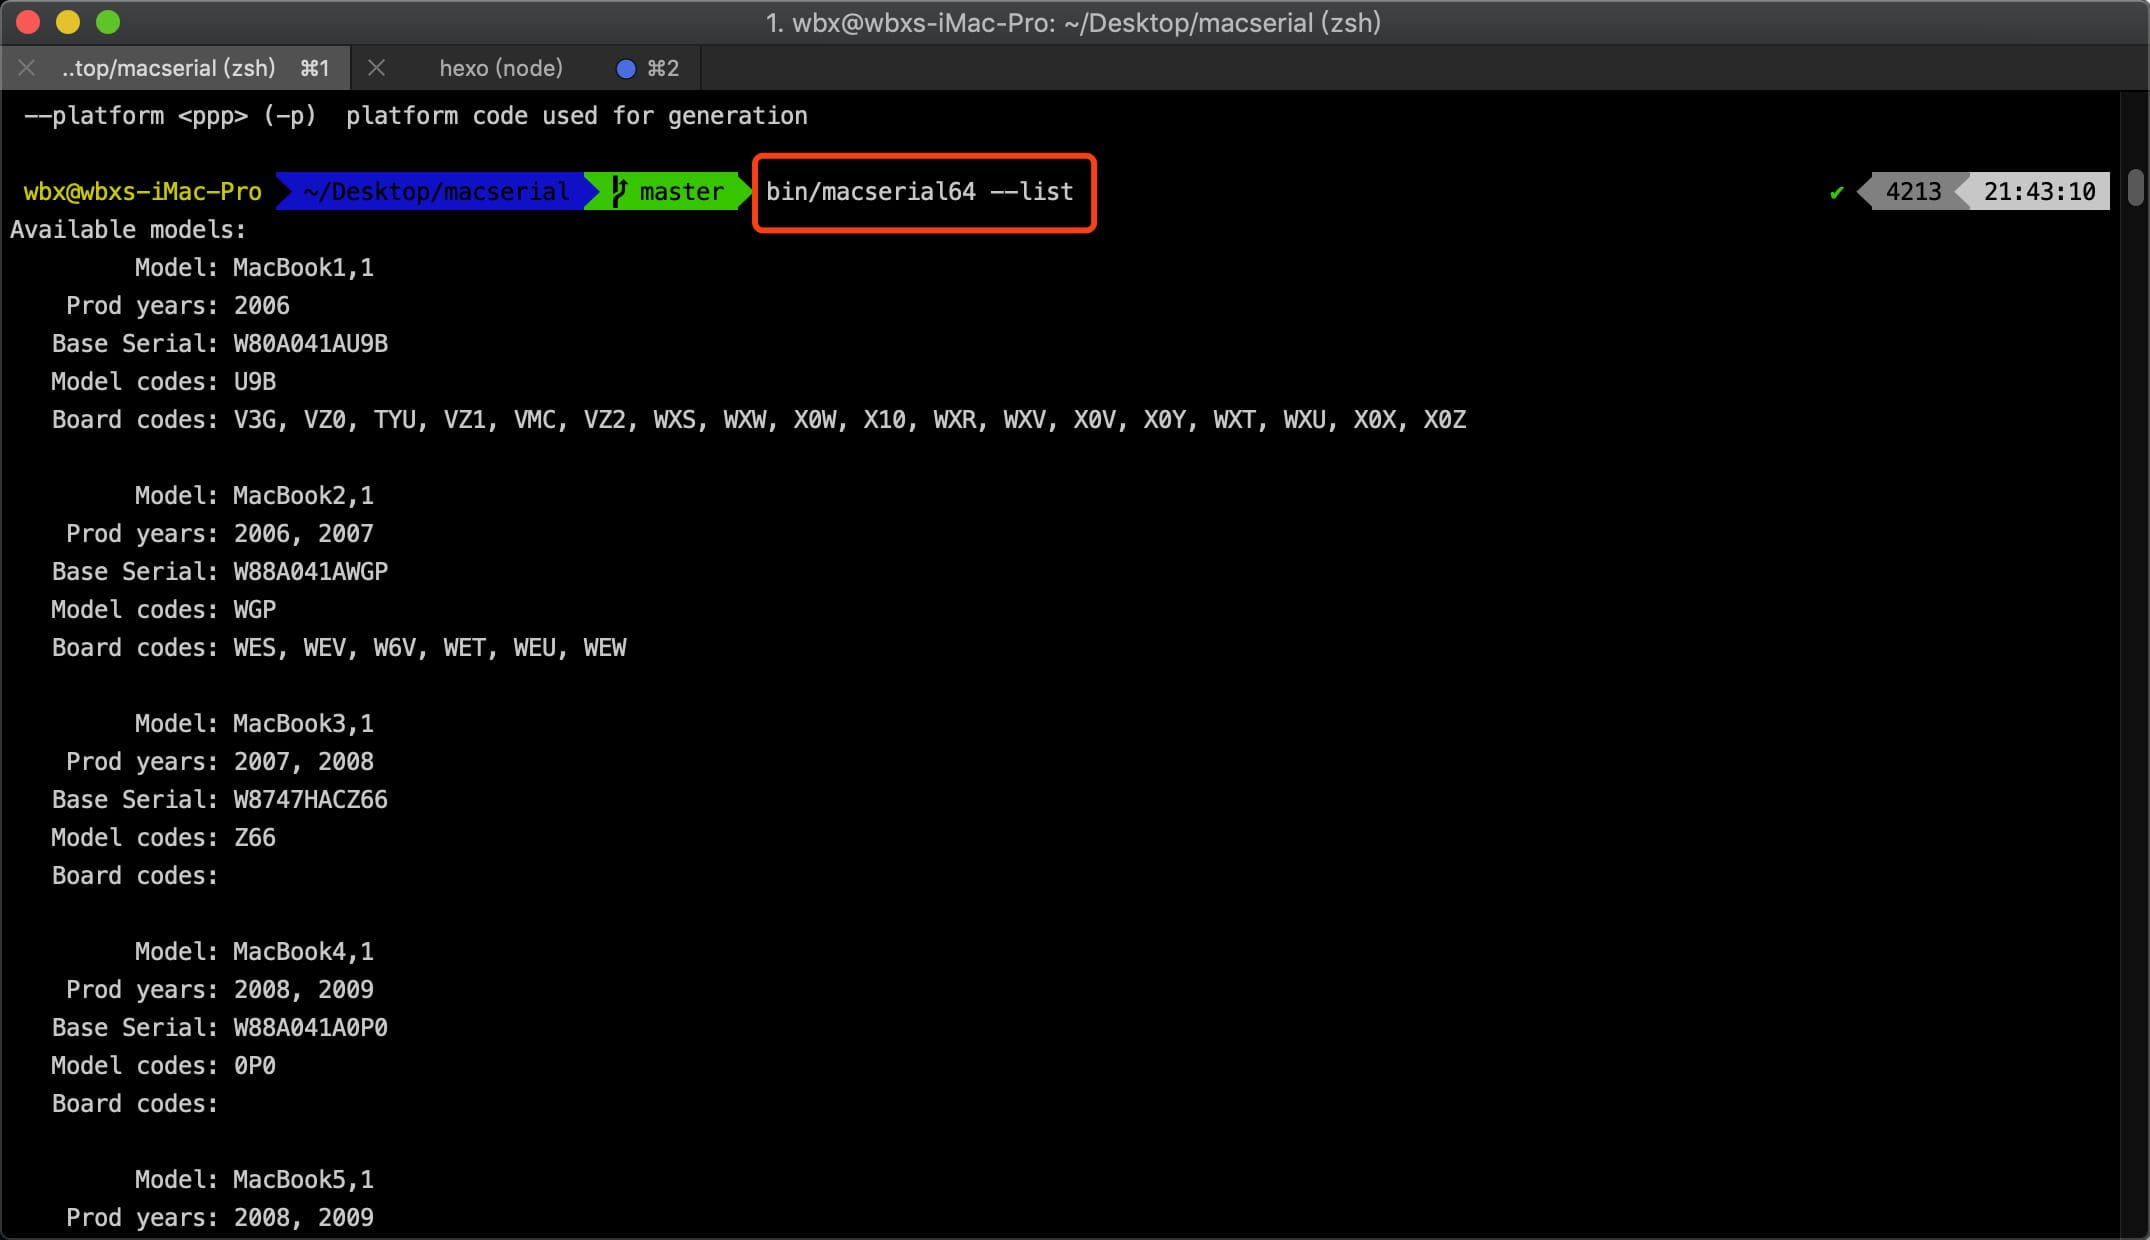 1. wbx@wbxs-iMac-Pro: ~/Desktop/macserial (zsh)
..top/macserial (zsh) ⌘1 hexo (node) ⌘2
--platform <ppp> (-p)  platform code used for generation
wbx@wbxs-iMac-Pro ~/Desktop/macserial master bin/macserial64 --list ✔ 4213 21:43:10
Available models:
Model: MacBook1,1
Prod years: 2006
Base Serial: W80A041AU9B
Model codes: U9B
Board codes: V3G, VZ0, TYU, VZ1, VMC, VZ2, WXS, WXW, X0W, X10, WXR, WXV, X0V, X0Y, WXT, WXU, X0X, X0Z
Model: MacBook2,1
Prod years: 2006, 2007
Base Serial: W88A041AWGP
Model codes: WGP
Board codes: WES, WEV, W6V, WET, WEU, WEW
Model: MacBook3,1
Prod years: 2007, 2008
Base Serial: W8747HACZ66
Model codes: Z66
Board codes:
Model: MacBook4,1
Prod years: 2008, 2009
Base Serial: W88A041A0P0
Model codes: 0P0
Board codes:
Model: MacBook5,1
Prod years: 2008, 2009